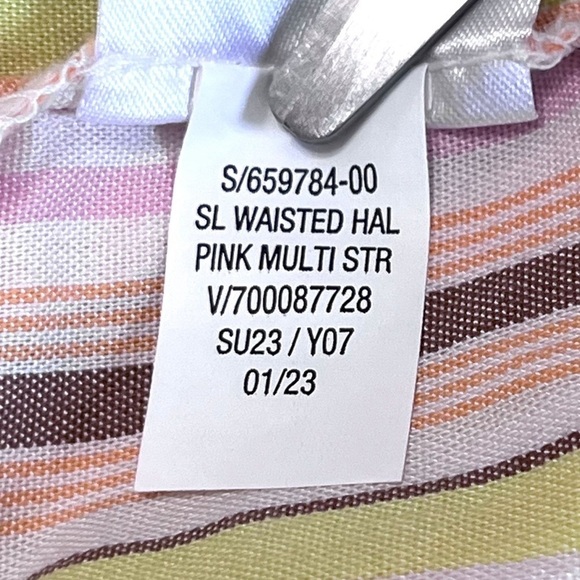 S/659784-00
SL WAISTED HAL
PINK MULTI STR
V/700087728
SU23 / Y07
01/23